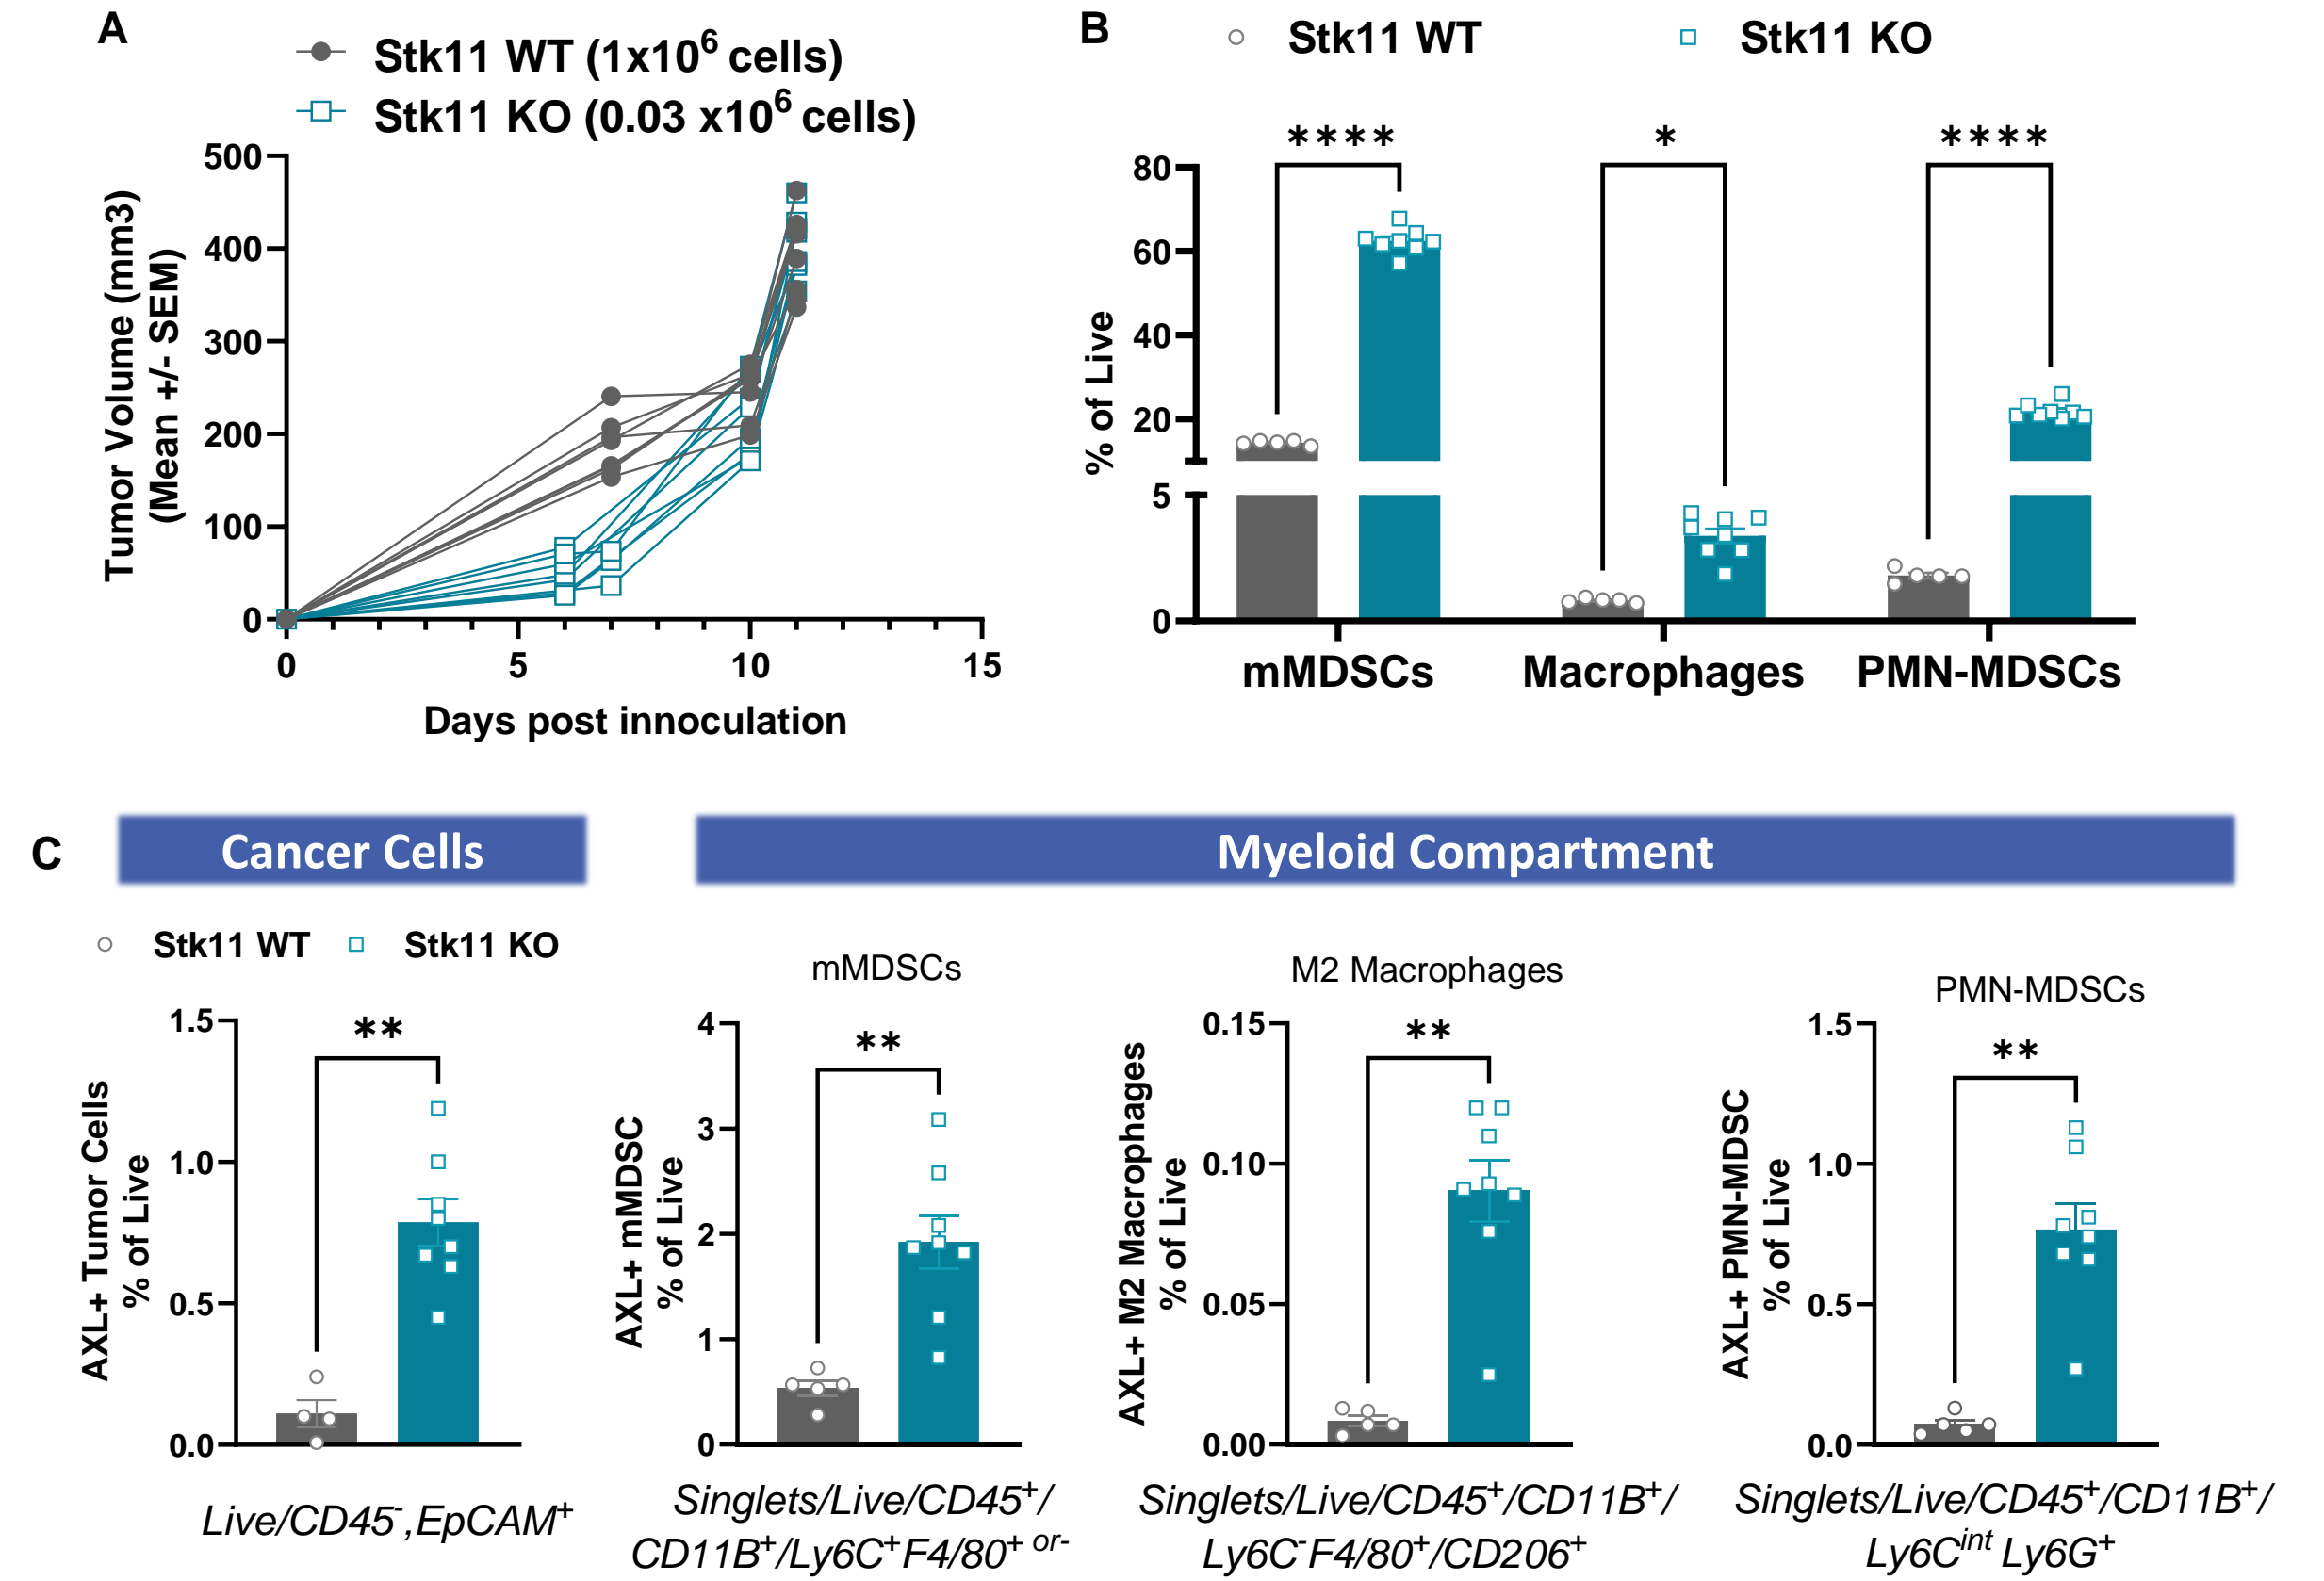 A
Stk11 WT (1x10⁶ cells)
Stk11 KO (0.03 x10⁶ cells)
Tumor Volume (mm3)
(Mean +/- SEM)
500
400
300
200
100
0
0 5 10 15
Days post innoculation
B
Stk11 WT Stk11 KO
**** * ****
% of Live
80
60
40
20
5
0
mMDSCs Macrophages PMN-MDSCs
C
Cancer Cells
Myeloid Compartment
Stk11 WT Stk11 KO
AXL+ Tumor Cells
% of Live
1.5
1.0
0.5
0.0
**
Live/CD45⁻,EpCAM⁺
mMDSCs
AXL+ mMDSC
% of Live
4
3
2
1
0
**
Singlets/Live/CD45⁺/
CD11B⁺/Ly6C⁺F4/80⁺ ᵒʳ⁻
M2 Macrophages
AXL+ M2 Macrophages
% of Live
0.15
0.10
0.05
0.00
**
Singlets/Live/CD45⁺/CD11B⁺/
Ly6C⁻F4/80⁺/CD206⁺
PMN-MDSCs
AXL+ PMN-MDSC
% of Live
1.5
1.0
0.5
0.0
**
Singlets/Live/CD45⁺/CD11B⁺/
Ly6Cⁱⁿᵗ Ly6G⁺